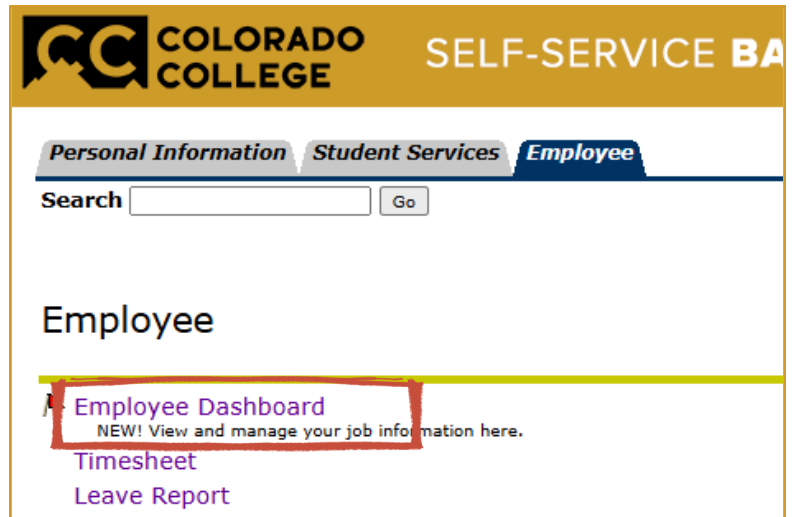 CC COLORADO COLLEGE
SELF-SERVICE BA
Personal Information Student Services Employee
Search Go
Employee
Employee Dashboard
NEW! View and manage your job information here.
Timesheet
Leave Report